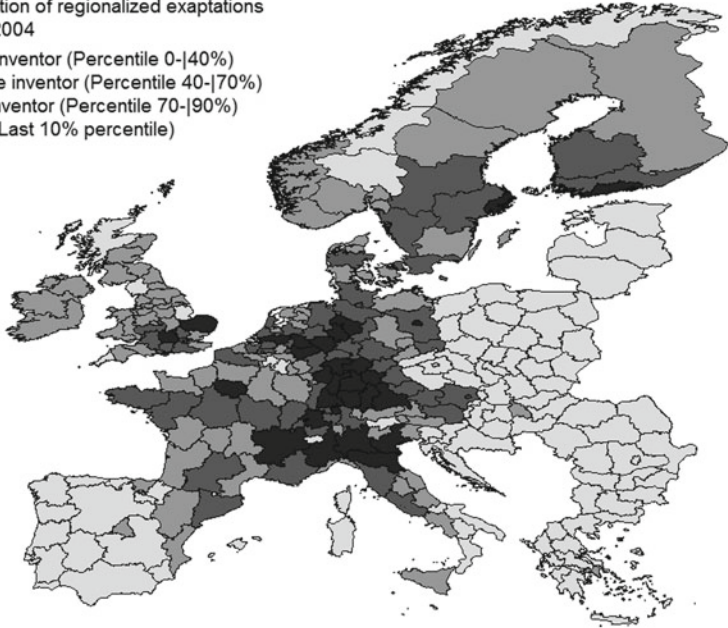 tion of regionalized exaptations
2004
inventor (Percentile 0-|40%)
e inventor (Percentile 40-|70%)
nventor (Percentile 70-|90%)
Last 10% percentile)